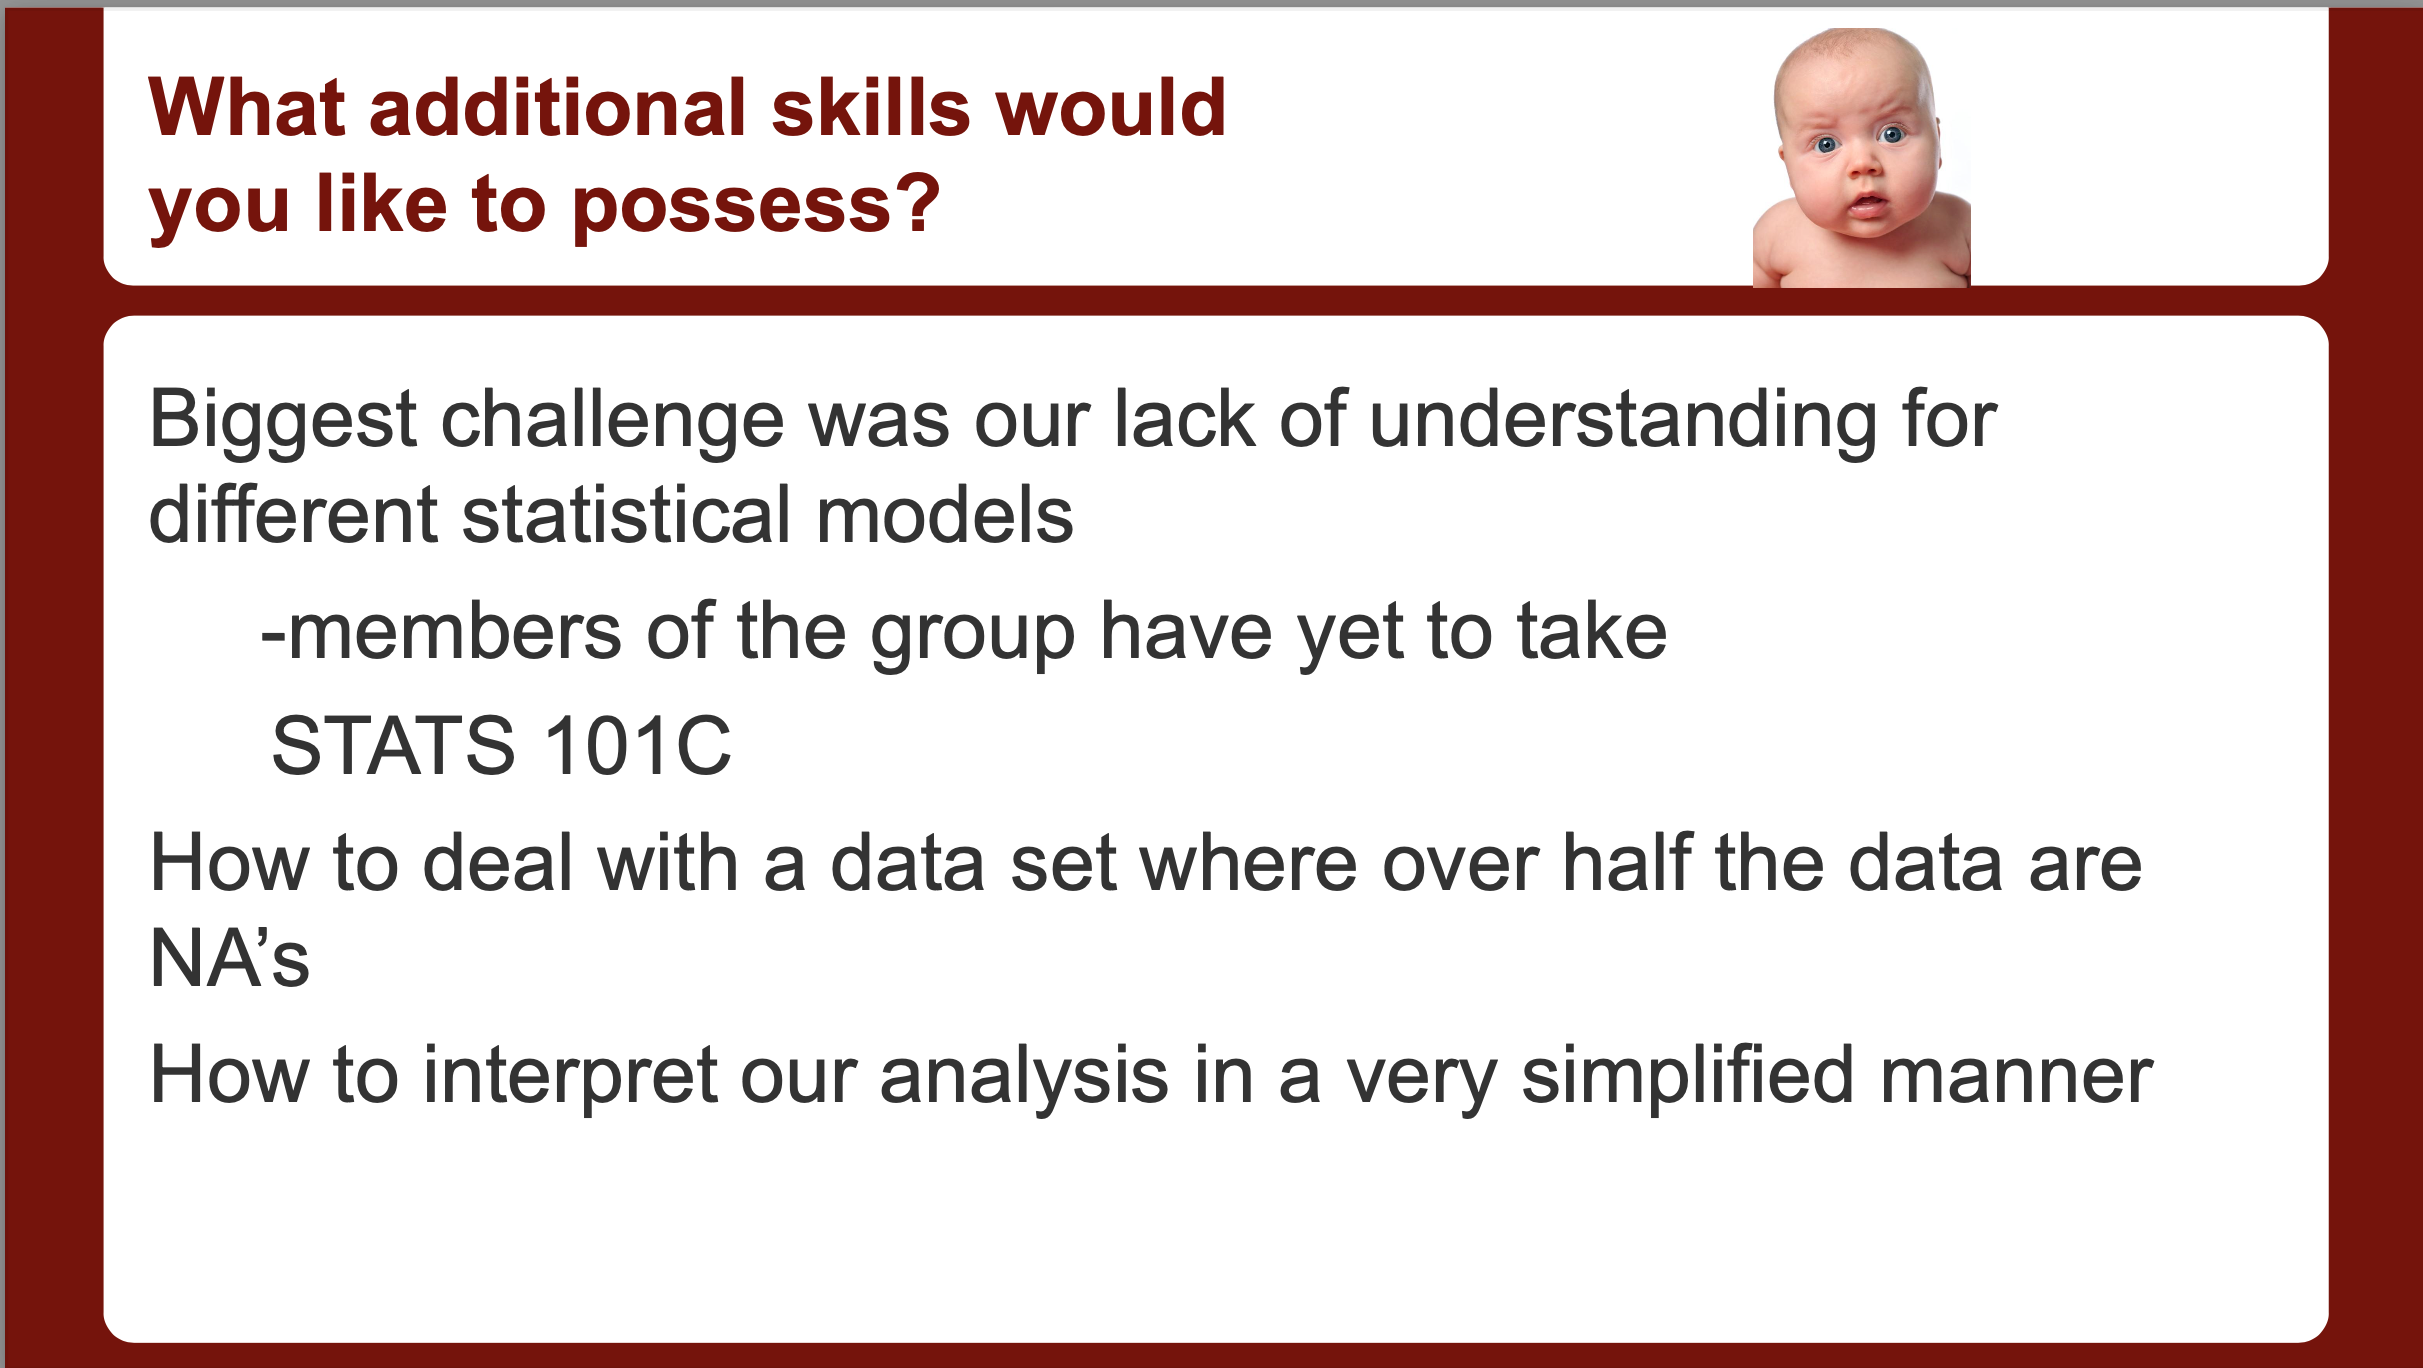 What additional skills would
you like to possess?
Biggest challenge was our lack of understanding for
different statistical models
-members of the group have yet to take
STATS 101C
How to deal with a data set where over half the data are
NA’s
How to interpret our analysis in a very simplified manner